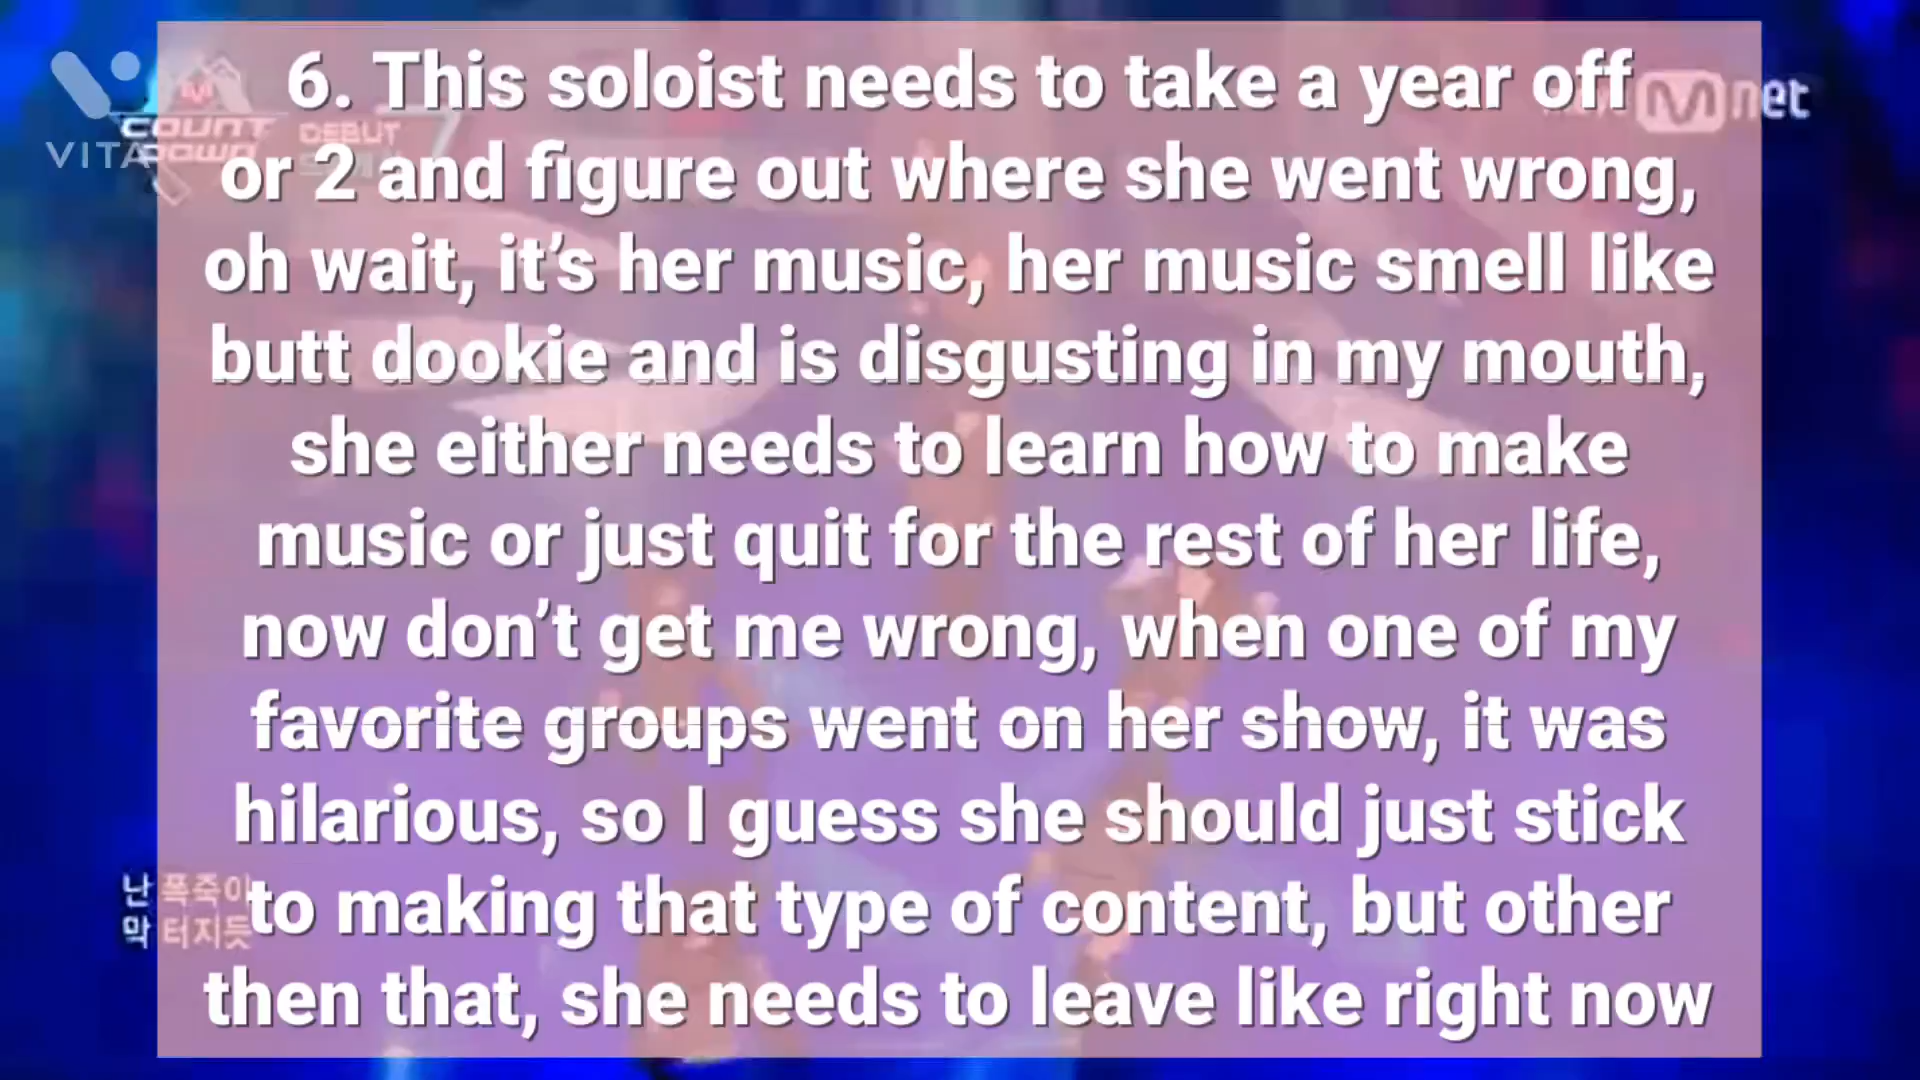 6. This soloist needs to take a year off
or 2 and figure out where she went wrong,
oh wait, it's her music, her music smell like
butt dookie and is disgusting in my mouth,
she either needs to learn how to make
music or just quit for the rest of her life,
now don't get me wrong, when one of my
favorite groups went on her show, it was
hilarious, so I guess she should just stick
to making that type of content, but other
then that, she needs to leave like right now
VITA
COUNT
DOWN
DEBUT
Mnet
난 폭죽이
막 터지듯